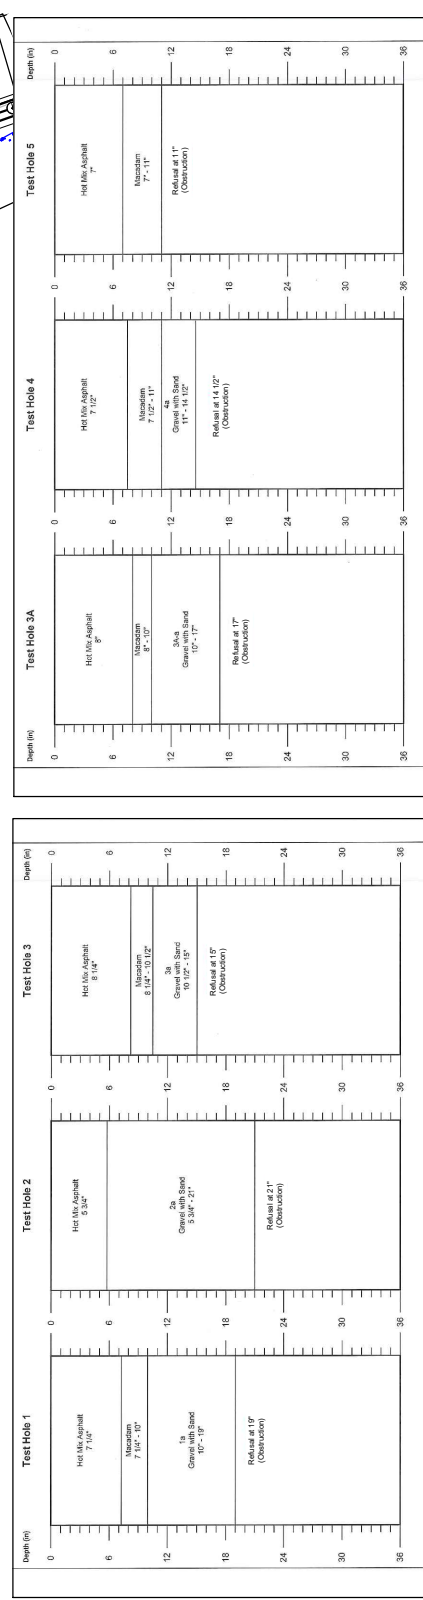 Depth (in)
Test Hole 1
Test Hole 2
Test Hole 3
Depth (in)
0
6
12
18
24
30
36
Hot Mix Asphalt
7 1/4"
Macadam
7 1/4" - 10"
1a
Gravel with Sand
10" - 19"
Refusal at 19"
(Obstruction)
0
6
12
18
24
30
36
Hot Mix Asphalt
5 3/4"
2a
Gravel with Sand
5 3/4" - 21"
Refusal at 21"
(Obstruction)
0
6
12
18
24
30
36
Hot Mix Asphalt
8 1/4"
Macadam
8 1/4" - 10 1/2"
3a
Gravel with Sand
10 1/2" - 15"
Refusal at 15"
(Obstruction)
0
6
12
18
24
30
36
Depth (in)
Test Hole 3A
Test Hole 4
Test Hole 5
Depth (in)
0
6
12
18
24
30
36
Hot Mix Asphalt
8"
Macadam
8" - 10"
3A-a
Gravel with Sand
10" - 17"
Refusal at 17"
(Obstruction)
0
6
12
18
24
30
36
Hot Mix Asphalt
7 1/2"
Macadam
7 1/2" - 11"
4a
Gravel with Sand
11" - 14 1/2"
Refusal at 14 1/2"
(Obstruction)
0
6
12
18
24
30
36
Hot Mix Asphalt
7"
Macadam
7" - 11"
Refusal at 11"
(Obstruction)
0
6
12
18
24
30
36